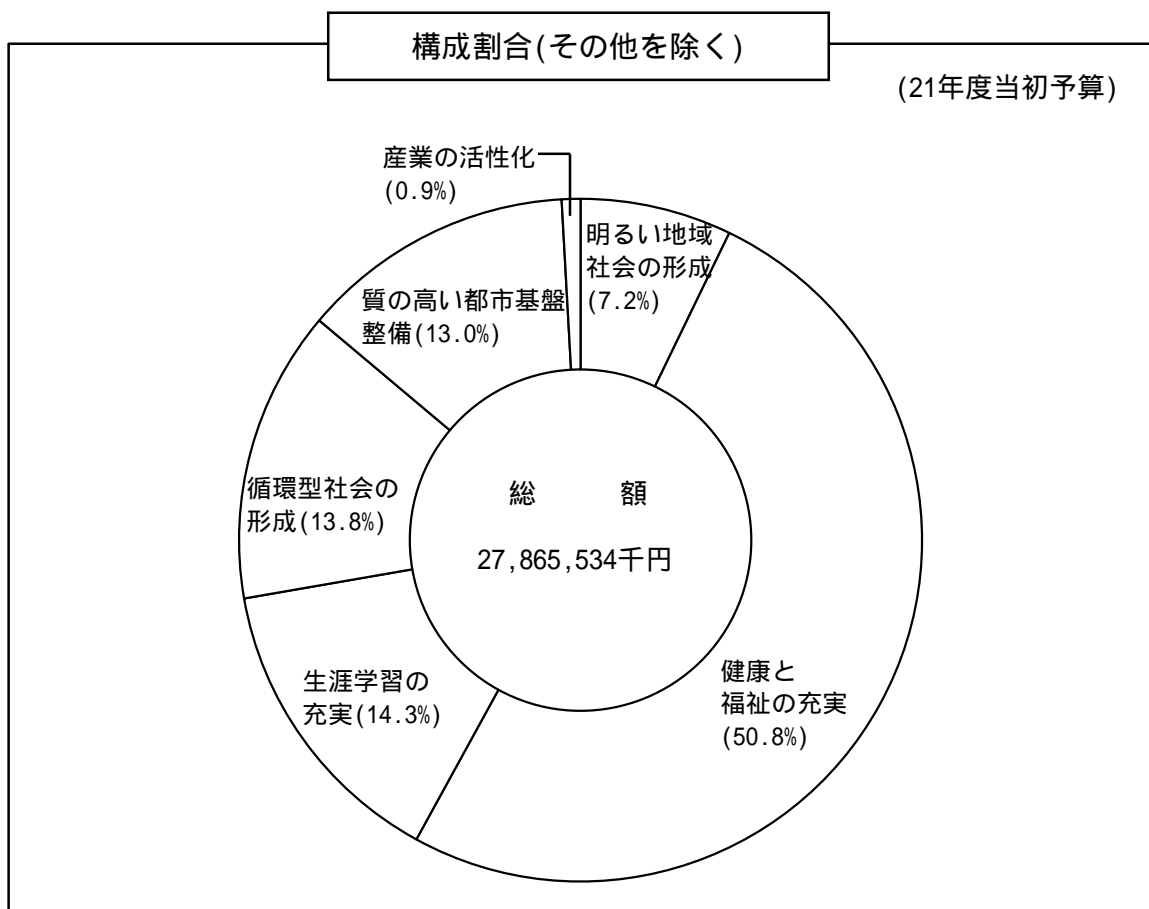 構成割合(その他を除く)
(21年度当初予算)
産業の活性化
(0.9%)
明るい地域
社会の形成
(7.2%)
質の高い都市基盤
整備(13.0%)
循環型社会の
形成(13.8%)
総　額
27,865,534千円
生涯学習の
充実(14.3%)
健康と
福祉の充実
(50.8%)